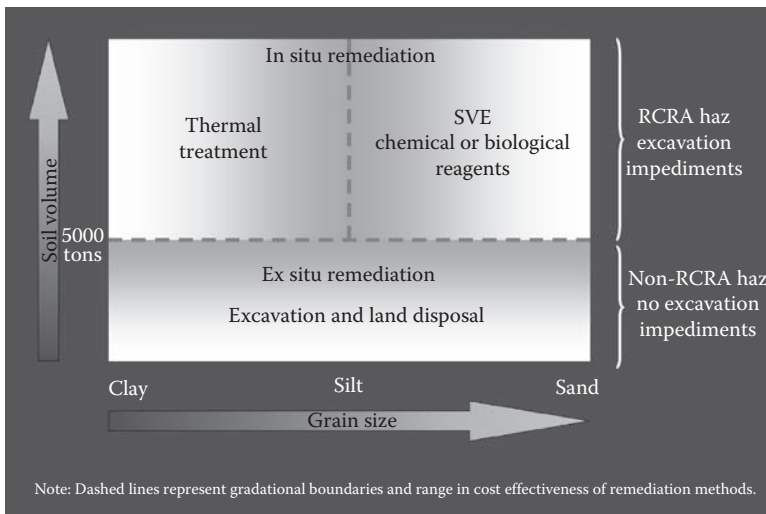 In situ remediation
Thermal
treatment
SVE
chemical or biological
reagents
RCRA haz
excavation
impediments
Soil volume
5000
tons
Ex situ remediation
Excavation and land disposal
Non-RCRA haz
no excavation
impediments
Clay
Silt
Sand
Grain size
Note: Dashed lines represent gradational boundaries and range in cost effectiveness of remediation methods.